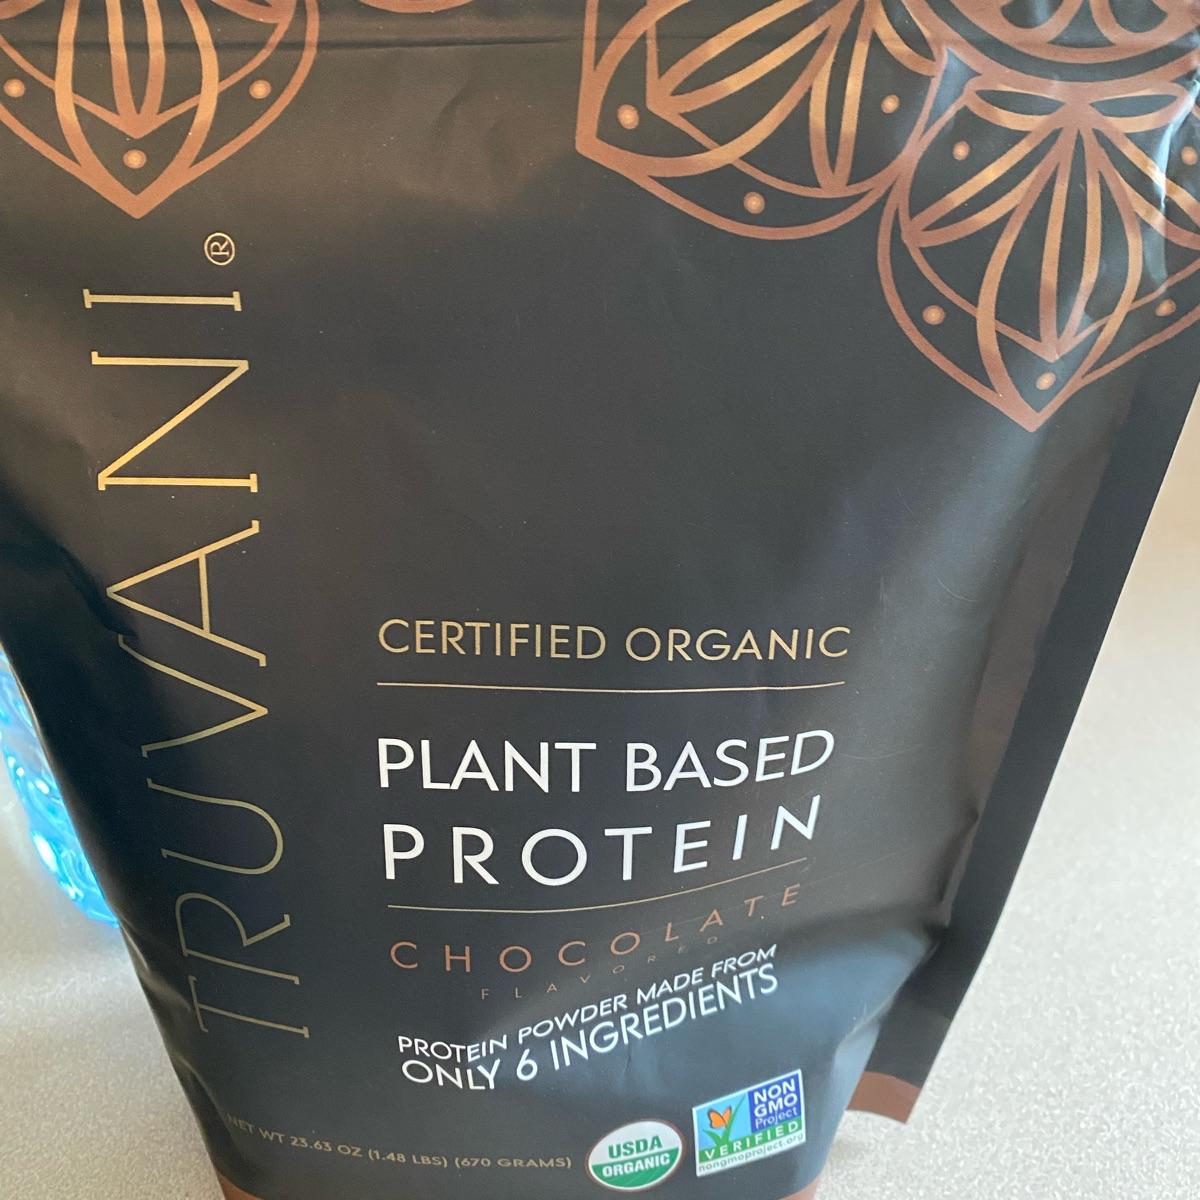 TRUVANI®
CERTIFIED ORGANIC
PLANT BASED
PROTEIN
CHOCOLATE
FLAVORED
PROTEIN POWDER MADE FROM
ONLY 6 INGREDIENTS
NET WT 23.63 OZ (1.48 LBS) (670 GRAMS)
USDA
ORGANIC
NON
GMO
Project
VERIFIED
nongmoproject.org